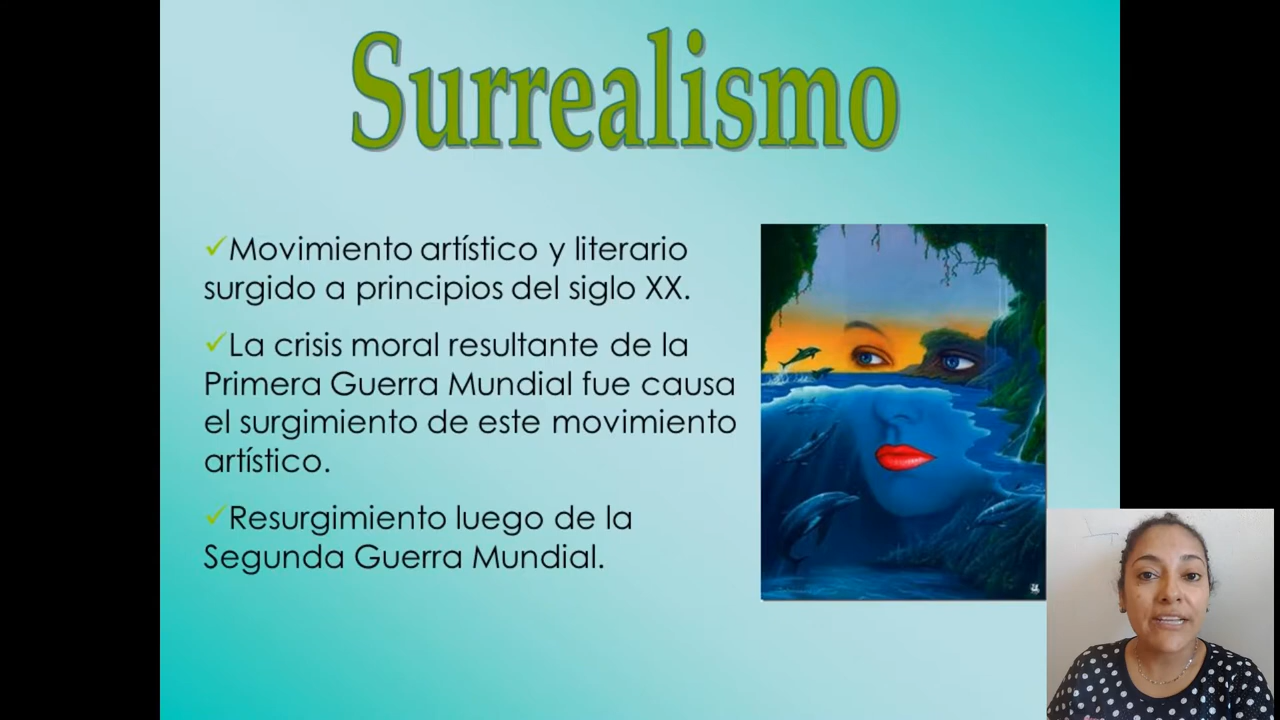 Surrealismo
Movimiento artístico y literario
surgido a principios del siglo XX.
La crisis moral resultante de la
Primera Guerra Mundial fue causa
el surgimiento de este movimiento
artístico.
Resurgimiento luego de la
Segunda Guerra Mundial.